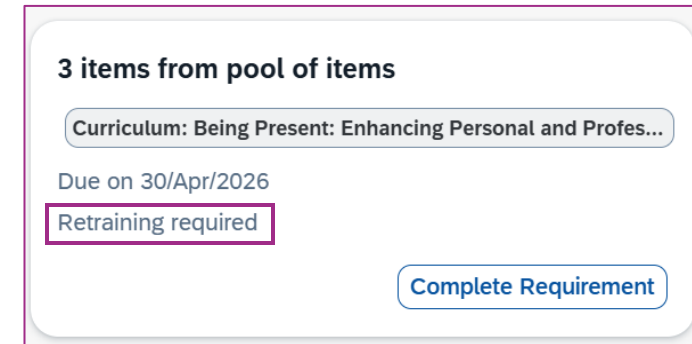 3 items from pool of items
Curriculum: Being Present: Enhancing Personal and Profes...
Due on 30/Apr/2026
Retraining required
Complete Requirement